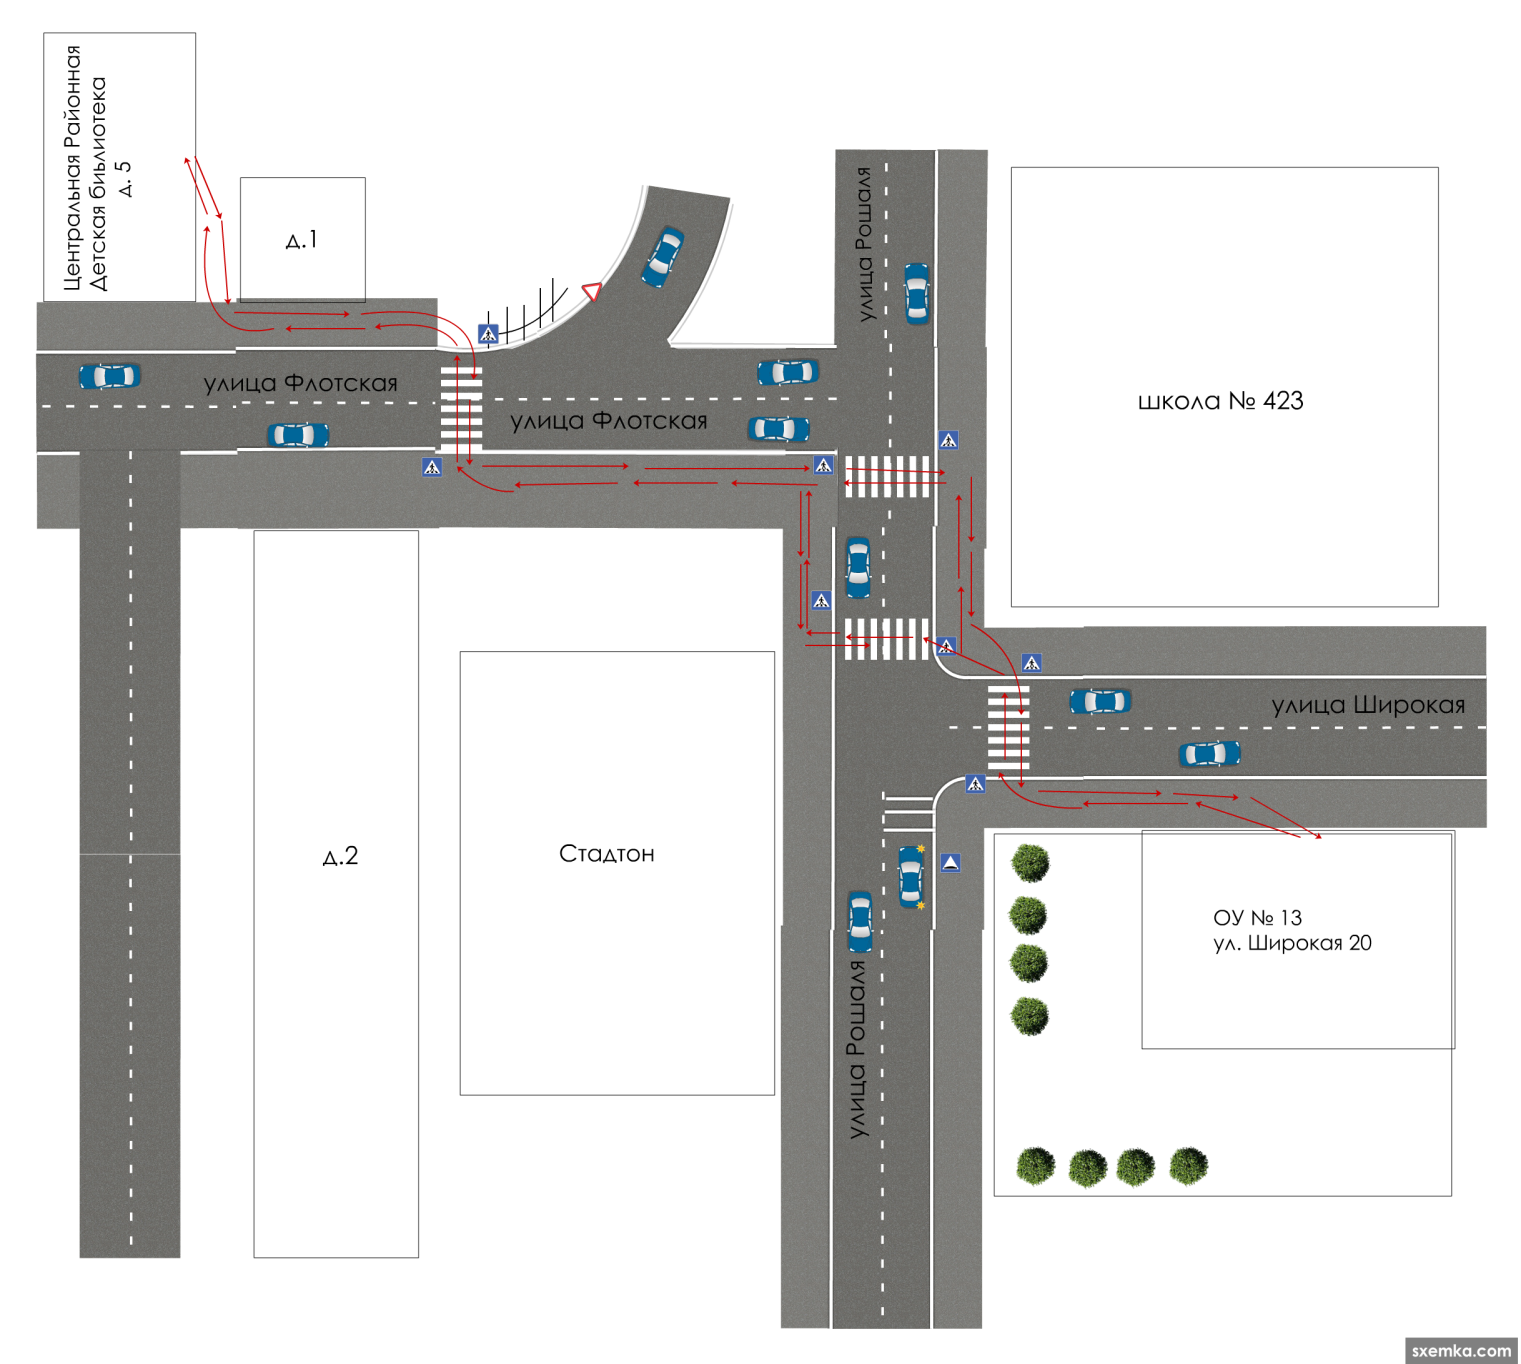 Центральная Районная
Детская биьлиотека
д. 5
д.1
улица Рошаля
школа № 423
улица Флотская
улица Флотская
улица Широкая
д.2
Стадтон
ОУ № 13
ул. Широкая 20
улица Рошаля
sxemka.com